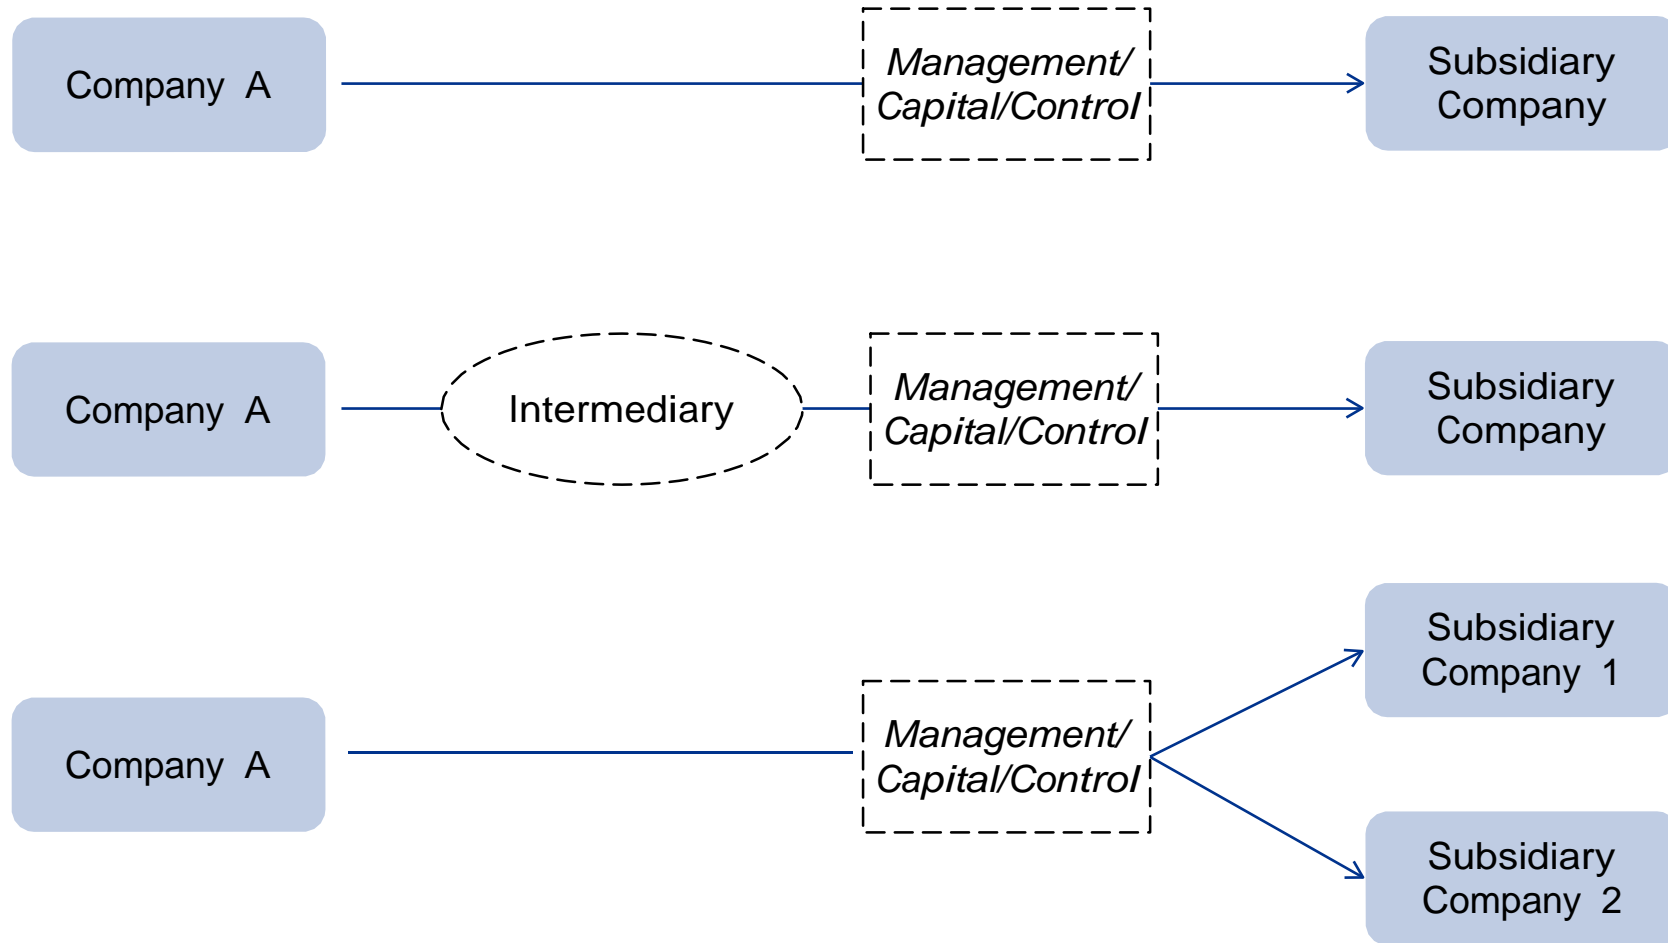 Company A
Management/
Capital/Control
Subsidiary
Company
Company A
Intermediary
Management/
Capital/Control
Subsidiary
Company
Company A
Management/
Capital/Control
Subsidiary
Company 1
Subsidiary
Company 2